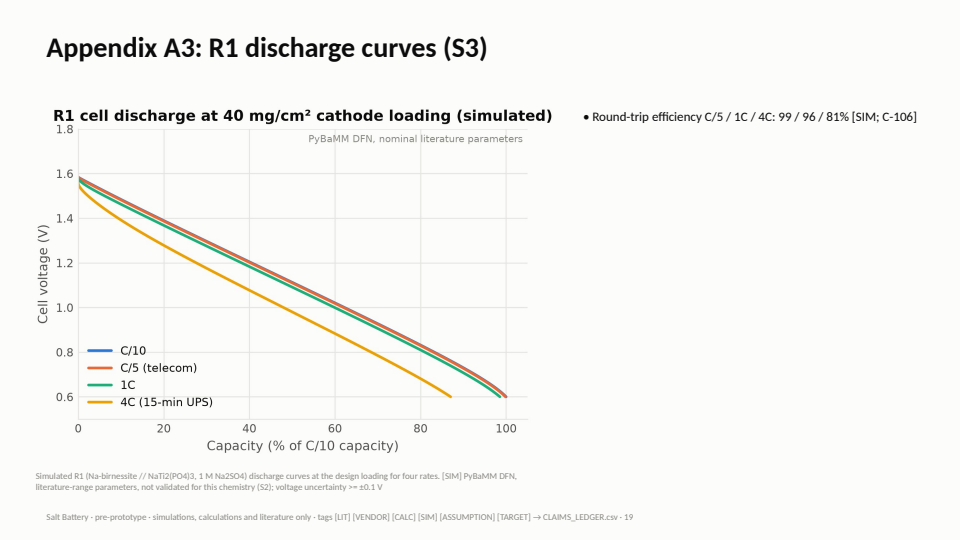 Appendix A3: R1 discharge curves (S3)
R1 cell discharge at 40 mg/cm² cathode loading (simulated)
PyBaMM DFN, nominal literature parameters
1.8
1.6
1.4
1.2
1.0
0.8
0.6
Cell voltage (V)
C/10
C/5 (telecom)
1C
4C (15-min UPS)
0 20 40 60 80 100
Capacity (% of C/10 capacity)
• Round-trip efficiency C/5 / 1C / 4C: 99 / 96 / 81% [SIM; C-106]
Simulated R1 (Na-birnessite // NaTi2(PO4)3, 1 M Na2SO4) discharge curves at the design loading for four rates. [SIM] PyBaMM DFN,
literature-range parameters, not validated for this chemistry (S2); voltage uncertainty >= ±0.1 V
Salt Battery - pre-prototype - simulations, calculations and literature only - tags [LIT] [VENDOR] [CALC] [SIM] [ASSUMPTION] [TARGET] → CLAIMS_LEDGER.csv - 19